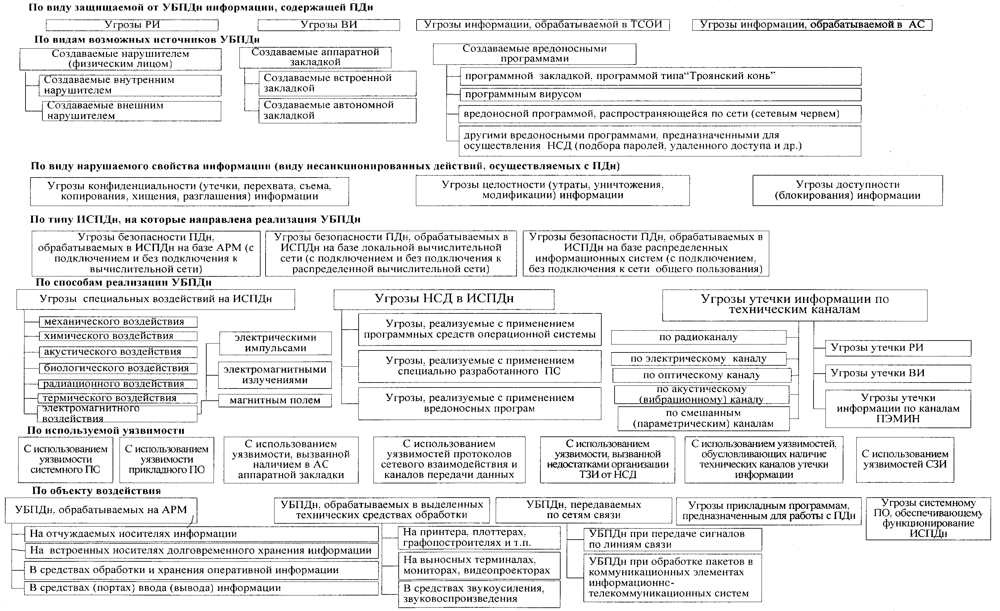 По виду защищаемой от УБПДн информации, содержащей ПДн
Угрозы РИ
Угрозы ВИ
Угрозы информации, обрабатываемой в ТСОИ
Угрозы информации, обрабатываемой в АС
По видам возможных источников УБПДн
Создаваемые нарушителем
(физическим лицом)
Создаваемые внутренним
нарушителем
Создаваемые внешним
нарушителем
Создаваемые аппаратной
закладкой
Создаваемые встроенной
закладкой
Создаваемые автономной
закладкой
Создаваемые вредоносными
программами
программной закладкой, программой типа“Троянский конь”
программным вирусом
вредоносной программой, распространяющейся по сети (сетевым червем)
другими вредоносными программами, предназначенными для
осуществления НСД (подбора паролей, удаленного доступа и др.)
По виду нарушаемого свойства информации (виду несанкционированных действий, осуществляемых с ПДн)
Угрозы конфиденциальности (утечки, перехвата, съема,
копирования, хищения, разглашения) информации
Угрозы целостности (утраты, уничтожения,
модификации) информации
Угрозы доступности
(блокирования) информации
По типу ИСПДн, на которые направлена реализация УБПДн
Угрозы безопасности ПДн,
обрабатываемых в ИСПДн на базе АРМ (с
подключением и без подключения к
вычислительной сети)
Угрозы безопасности ПДн, обрабатываемых в
ИСПДн на базе локальной вычислительной
сети (с подключением и без подключения к
распределенной вычислительной сети)
Угрозы безопасности ПДн, обрабатываемых в
ИСПДн на базе распределенных
информационных систем (с подключением,
без подключения к сети общего пользования)
По способам реализации УБПДн
Угрозы специальных воздействий на ИСПДн
механического воздействия
химического воздействия
акустического воздействия
биологического воздействия
радиационного воздействия
термического воздействия
электромагнитного
воздействия
электрическими
импульсами
электромагнитными
излучениями
магнитным полем
Угрозы НСД в ИСПДн
Угрозы, реализуемые с применением
программных средств операционной системы
Угрозы, реализуемые с применением
специально разработанного ПО
Угрозы, реализуемые с применением
вредоносных програм
Угрозы утечки информации по
техническим каналам
по радиоканалу
по электрическому каналу
по оптическому каналу
по акустическому
(вибрационному) каналу
по смешанным
(параметрическим) каналам
Угрозы утечки РИ
Угрозы утечки ВИ
Угрозы утечки
информации по каналам
ПЭМИН
По используемой уязвимости
С использованием
уязвимости
системного ПО
С использованием
уязвимости
прикладного ПО
С использованием
уязвимости, вызванной
наличием в АС
аппаратной закладки
С использованием
уязвимостей протоколов
сетевого взаимодействия и
каналов передачи данных
С использованием
уязвимости, вызванной
недостатками организации
ТЗИ от НСД
С использованием уязвимостей,
обусловливающих наличие
технических каналов утечки
информации
С использованием
уязвимостей СЗИ
По объекту воздействия
УБПДн, обрабатываемых на АРМ
На отчуждаемых носителях информации
На встроенных носителях долговременного хранения информации
В средствах обработки и хранения оперативной информации
В средствах (портах) ввода (вывода) информации
УБПДн, обрабатываемых в выделенных
технических средствах обработки
На принтера, плоттерах,
графопостроителях и т.п.
На выносных терминалах,
мониторах, видеопроекторах
В средствах звукоусиления,
звуковоспроизведения
УБПДн, передаваемых
по сетям связи
УБПДн при передаче сигналов
по линиям связи
УБПДн при обработке пакетов в
коммуникационных элементах
информационно-
телекоммуникационных систем
Угрозы прикладным программам,
предназначенным для работы с ПДн
Угрозы системному
ПО, обеспечивающему
функционирование
ИСПДн